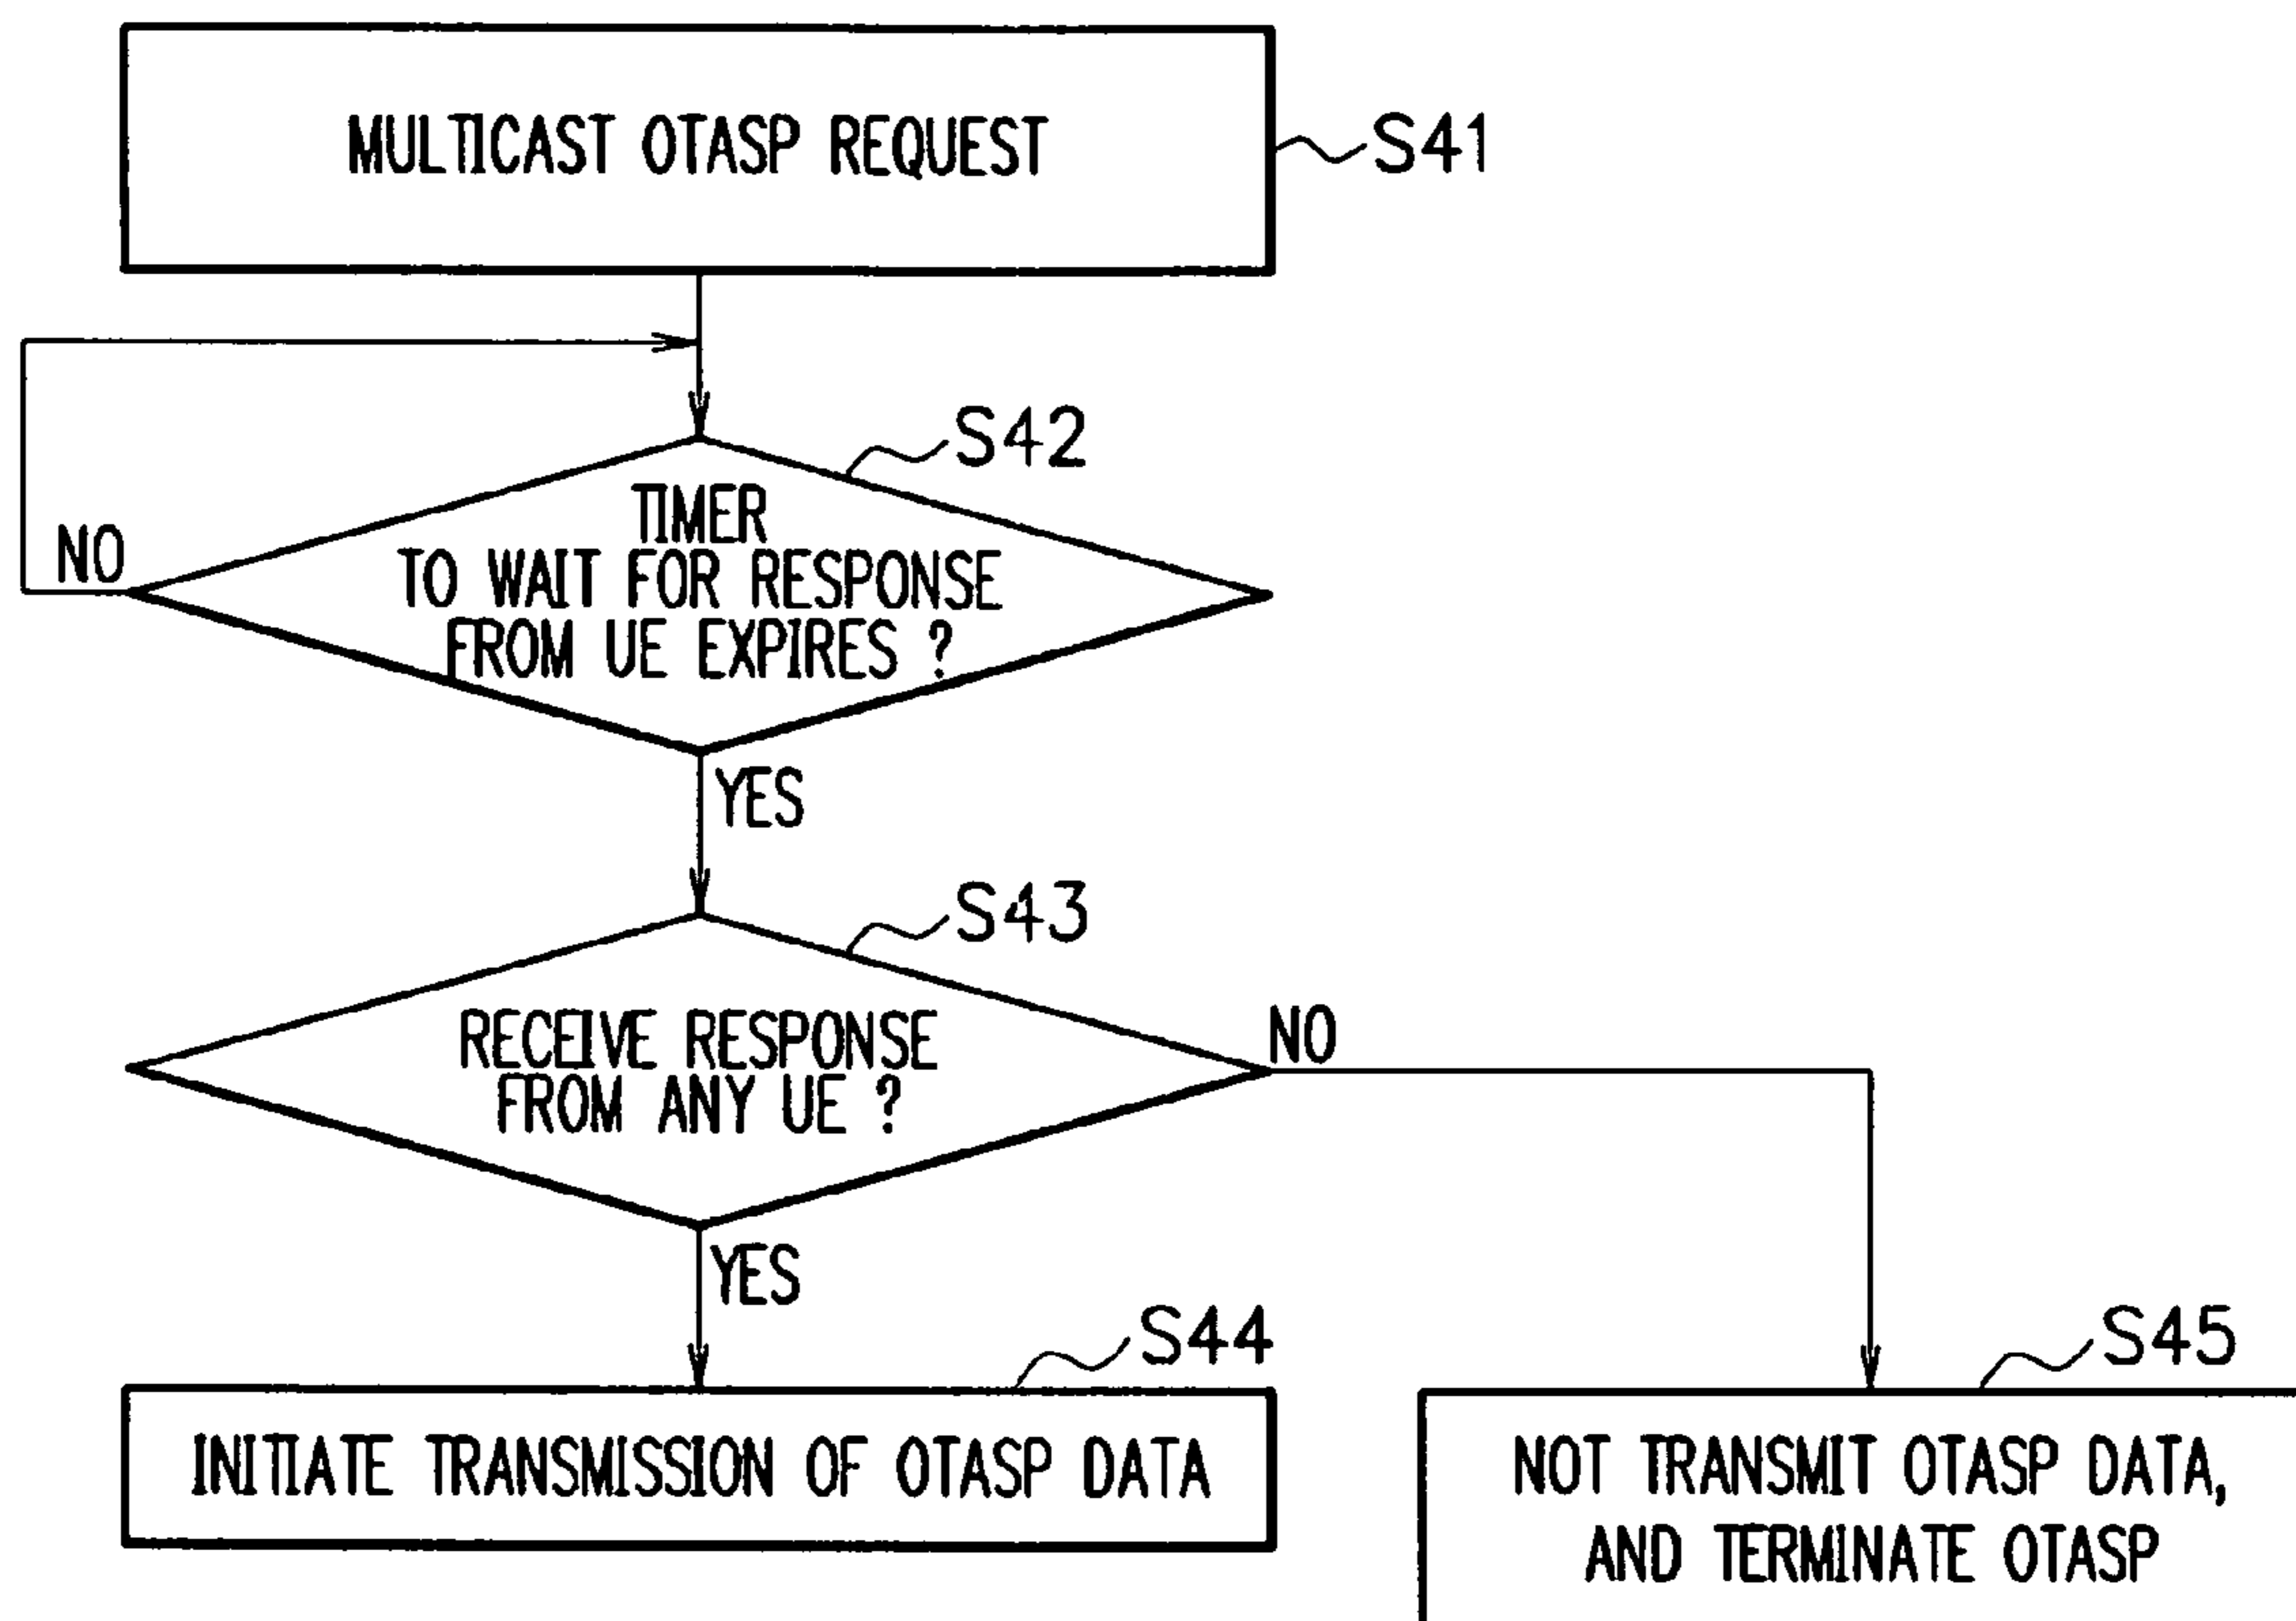 MULTICAST OTASP REQUEST
S41
S42
TIMER
TO WAIT FOR RESPONSE
FROM UE EXPIRES ?
NO
YES
S43
RECEIVE RESPONSE
FROM ANY UE ?
NO
YES
S44
INITIATE TRANSMISSION OF OTASP DATA
S45
NOT TRANSMIT OTASP DATA,
AND TERMINATE OTASP